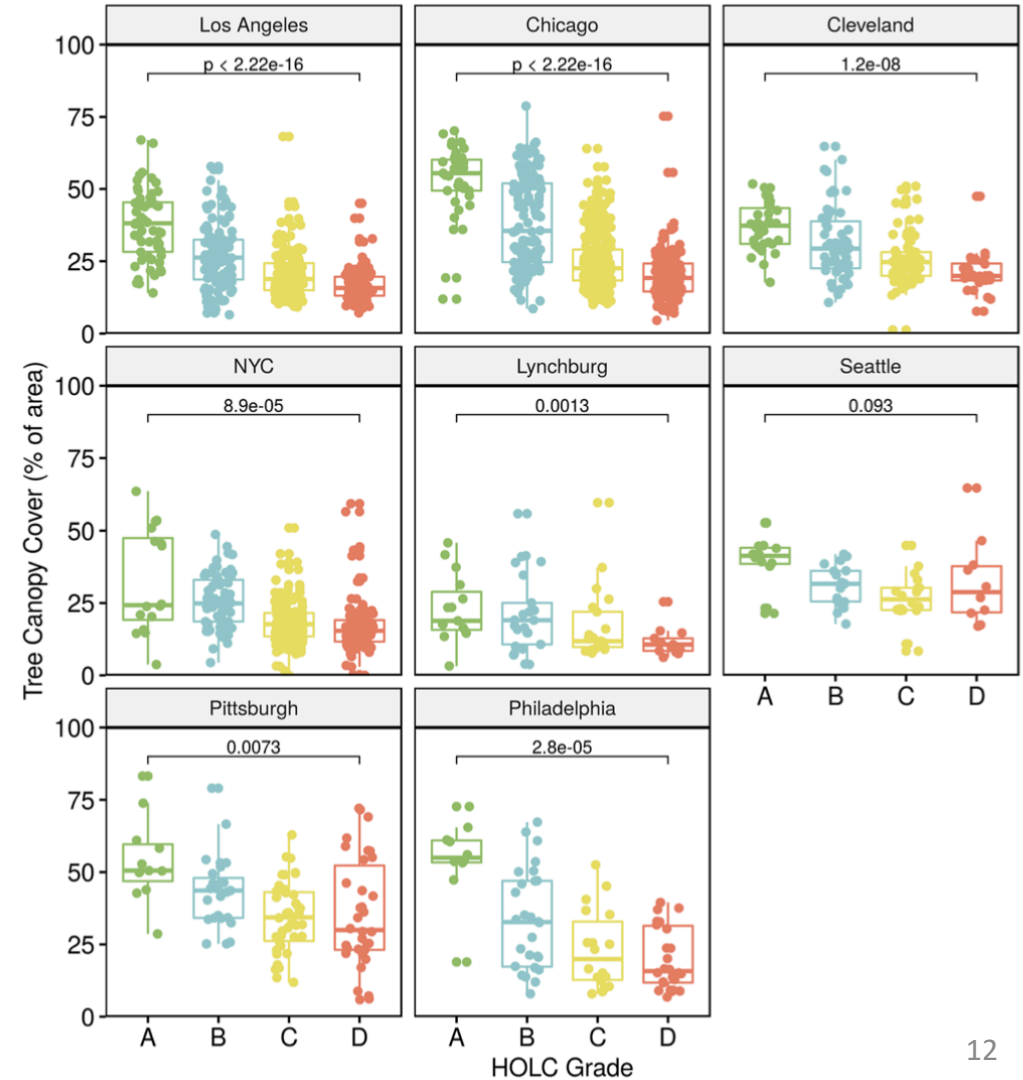 Los Angeles Chicago Cleveland
100
p < 2.22e-16 p < 2.22e-16 1.2e-08
75
50
25
0
NYC Lynchburg Seattle
100
8.9e-05 0.0013 0.093
75
50
25
0
A B C D
Tree Canopy Cover (% of area)
Pittsburgh Philadelphia
100
0.0073 2.8e-05
75
50
25
0
A B C D A B C D
HOLC Grade
12